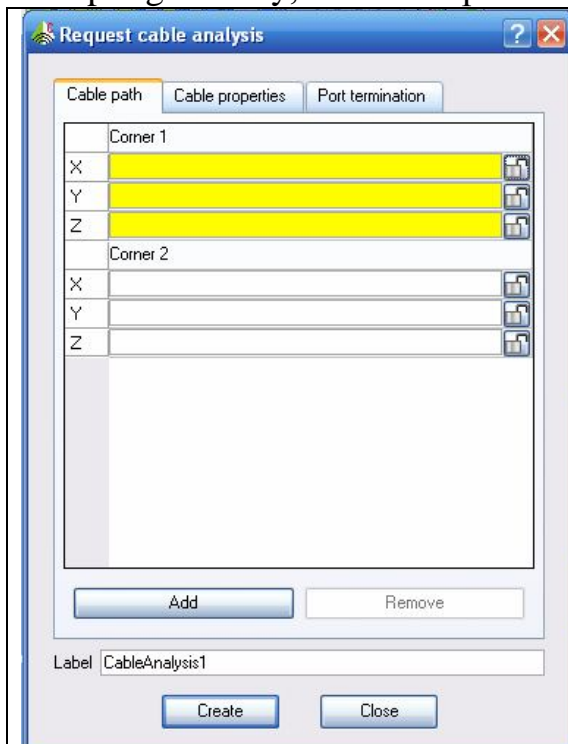 Request cable analysis
Cable path Cable properties Port termination
Corner 1
X
Y
Z
Corner 2
X
Y
Z
Add Remove
Label CableAnalysis1
Create Close